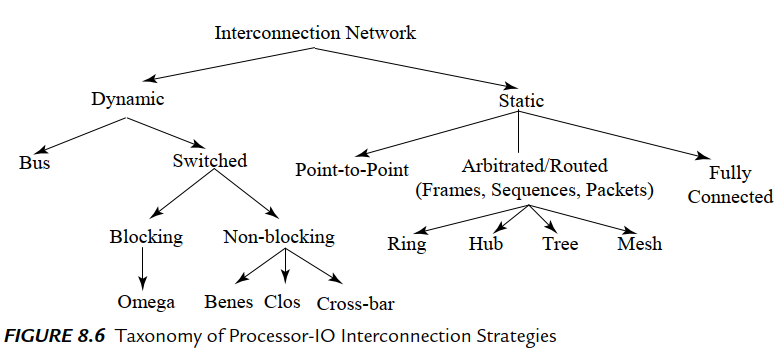 Interconnection Network
Dynamic
Static
Bus
Switched
Point-to-Point
Arbitrated/Routed
(Frames, Sequences, Packets)
Fully
Connected
Blocking
Non-blocking
Ring
Hub
Tree
Mesh
Omega
Benes
Clos
Cross-bar
FIGURE 8.6 Taxonomy of Processor-IO Interconnection Strategies